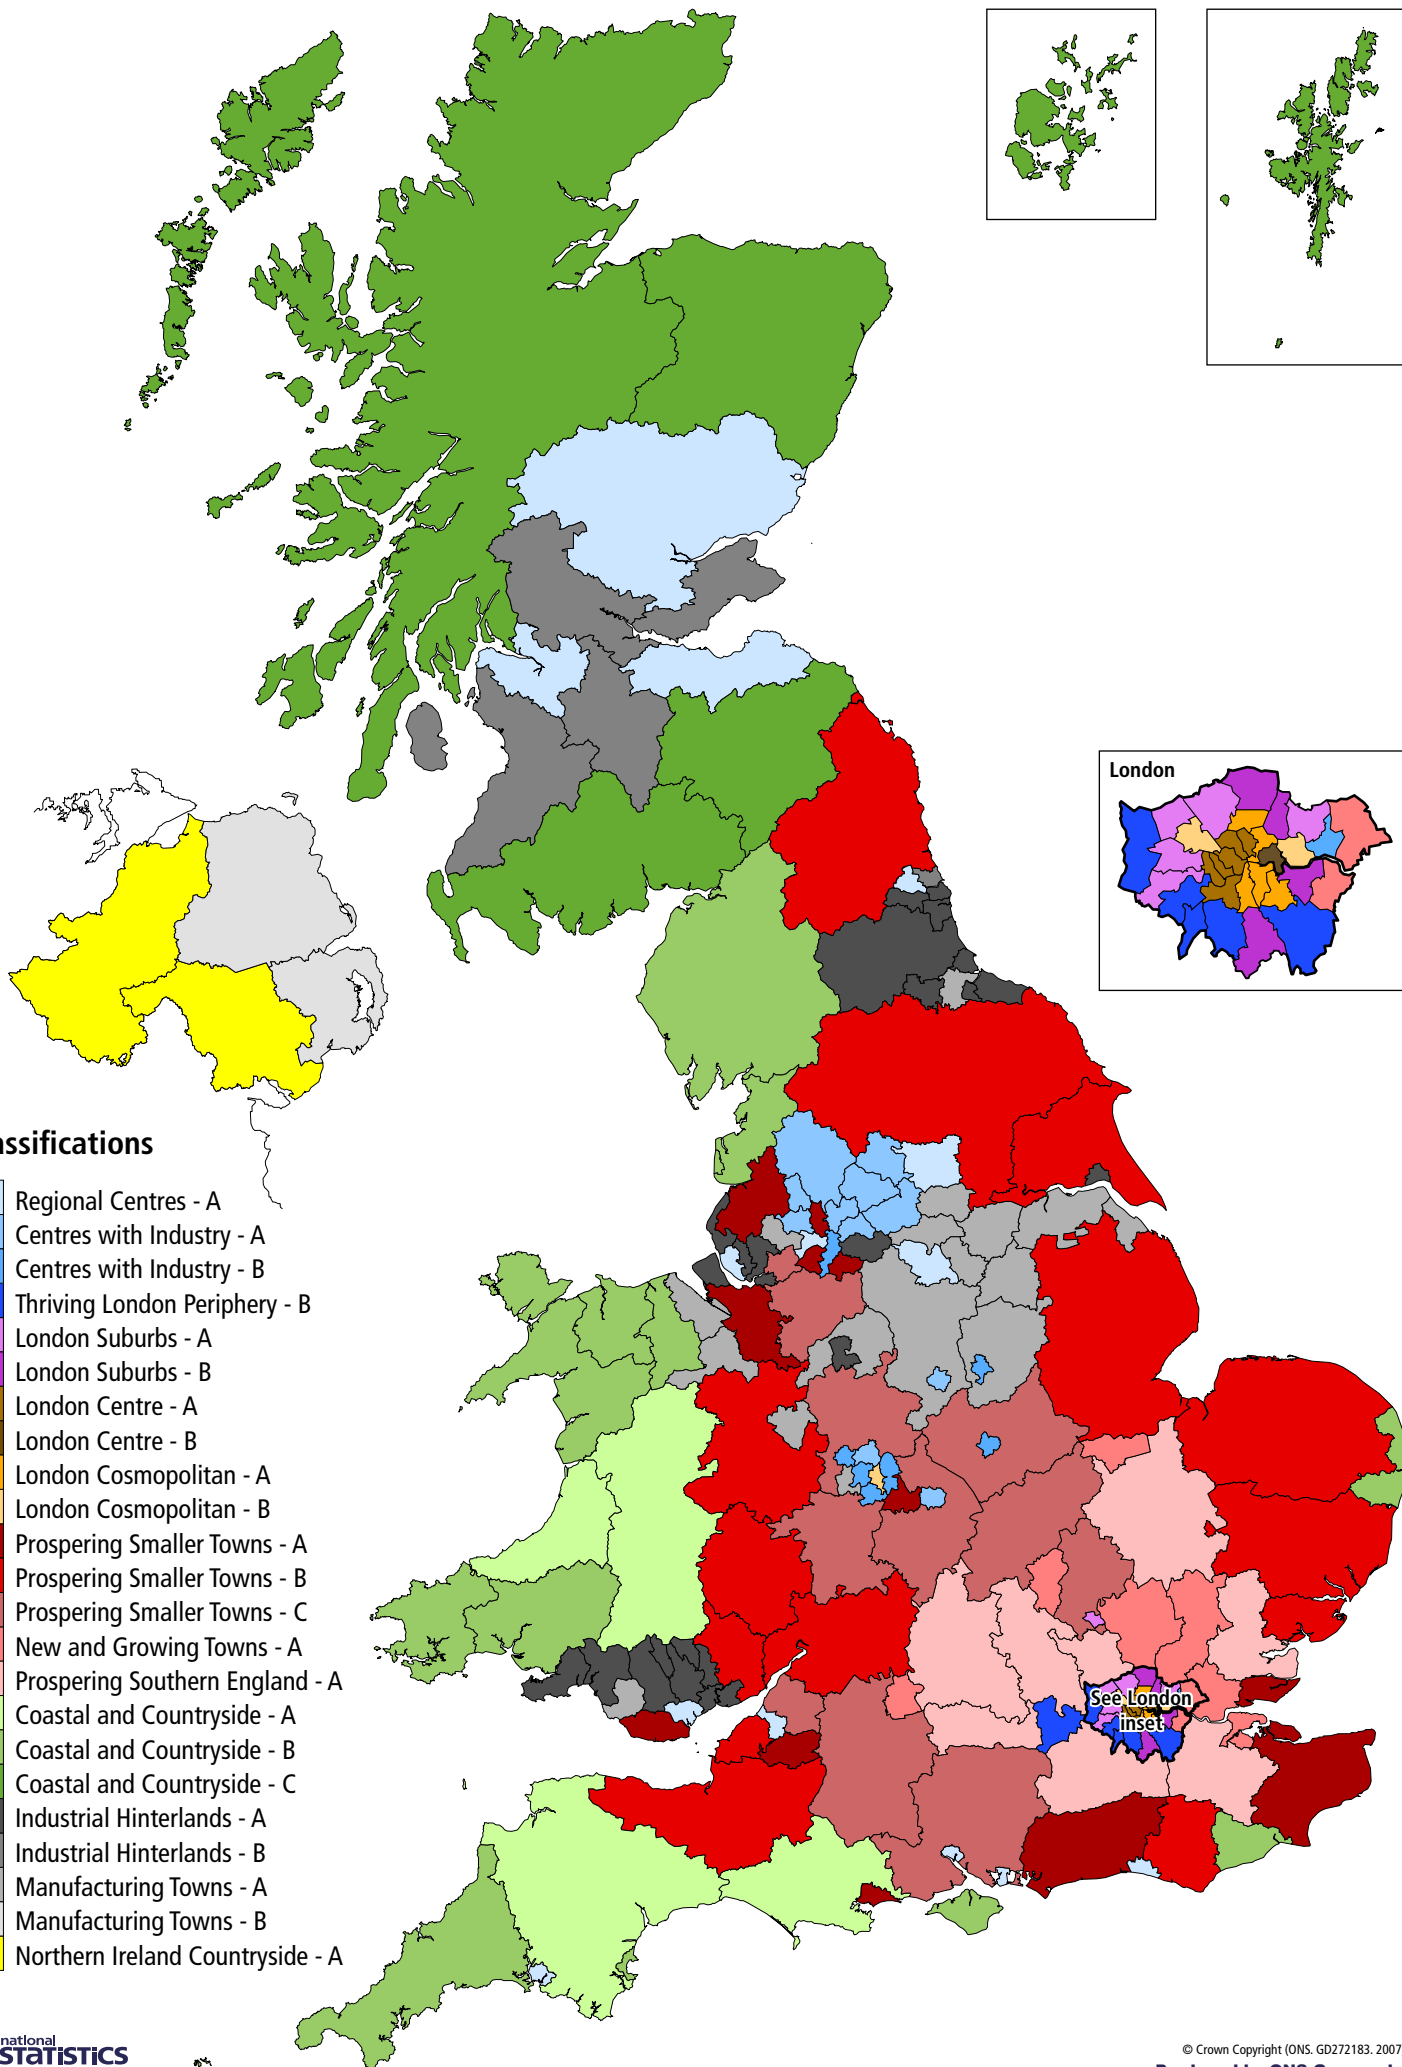 London
assifications
Regional Centres - A
Centres with Industry - A
Centres with Industry - B
Thriving London Periphery - B
London Suburbs - A
London Suburbs - B
London Centre - A
London Centre - B
London Cosmopolitan - A
London Cosmopolitan - B
Prospering Smaller Towns - A
Prospering Smaller Towns - B
Prospering Smaller Towns - C
New and Growing Towns - A
Prospering Southern England - A
Coastal and Countryside - A
Coastal and Countryside - B
Coastal and Countryside - C
Industrial Hinterlands - A
Industrial Hinterlands - B
Manufacturing Towns - A
Manufacturing Towns - B
Northern Ireland Countryside - A
See London
inset
national
STATISTICS
© Crown Copyright (ONS. GD272183. 2007